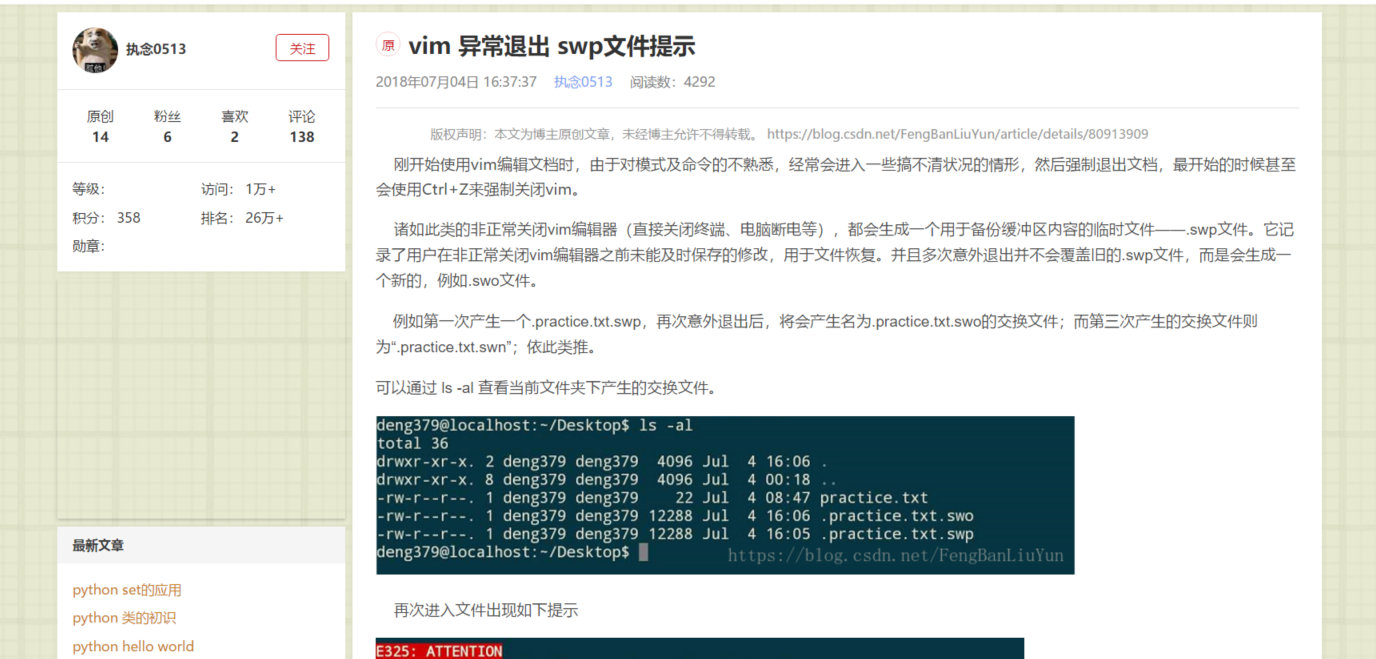 执念0513
关注
原创 粉丝 喜欢 评论
14 6 2 138
等级：
访问： 1万+
积分： 358
排名： 26万+
勋章：
最新文章
python set的应用
python 类的初识
python hello world
原 vim 异常退出 swp文件提示
2018年07月04日 16:37:37 执念0513 阅读数：4292
版权声明：本文为博主原创文章，未经博主允许不得转载。 https://blog.csdn.net/FengBanLiuYun/article/details/80913909
刚开始使用vim编辑文档时，由于对模式及命令的不熟悉，经常会进入一些搞不清状况的情形，然后强制退出文档，最开始的时候甚至
会使用Ctrl+Z来强制关闭vim。
诸如此类的非正常关闭vim编辑器（直接关闭终端、电脑断电等），都会生成一个用于备份缓冲区内容的临时文件——.swp文件。它记
录了用户在非正常关闭vim编辑器之前未能及时保存的修改，用于文件恢复。并且多次意外退出并不会覆盖旧的.swp文件，而是会生成一
个新的，例如.swo文件。
例如第一次产生一个.practice.txt.swp，再次意外退出后，将会产生名为.practice.txt.swo的交换文件；而第三次产生的交换文件则
为“.practice.txt.swn”；依此类推。
可以通过 ls -al 查看当前文件夹下产生的交换文件。
deng379@localhost:~/Desktop$ ls -al
total 36
drwxr-xr-x. 2 deng379 deng379 4096 Jul 4 16:06 .
drwxr-xr-x. 8 deng379 deng379 4096 Jul 4 00:18 ..
-rw-r--r--. 1 deng379 deng379 22 Jul 4 08:47 practice.txt
-rw-r--r--. 1 deng379 deng379 12288 Jul 4 16:06 .practice.txt.swo
-rw-r--r--. 1 deng379 deng379 12288 Jul 4 16:05 .practice.txt.swp
deng379@localhost:~/Desktop$
https://blog.csdn.net/FengBanLiuYun
再次进入文件出现如下提示
E325: ATTENTION